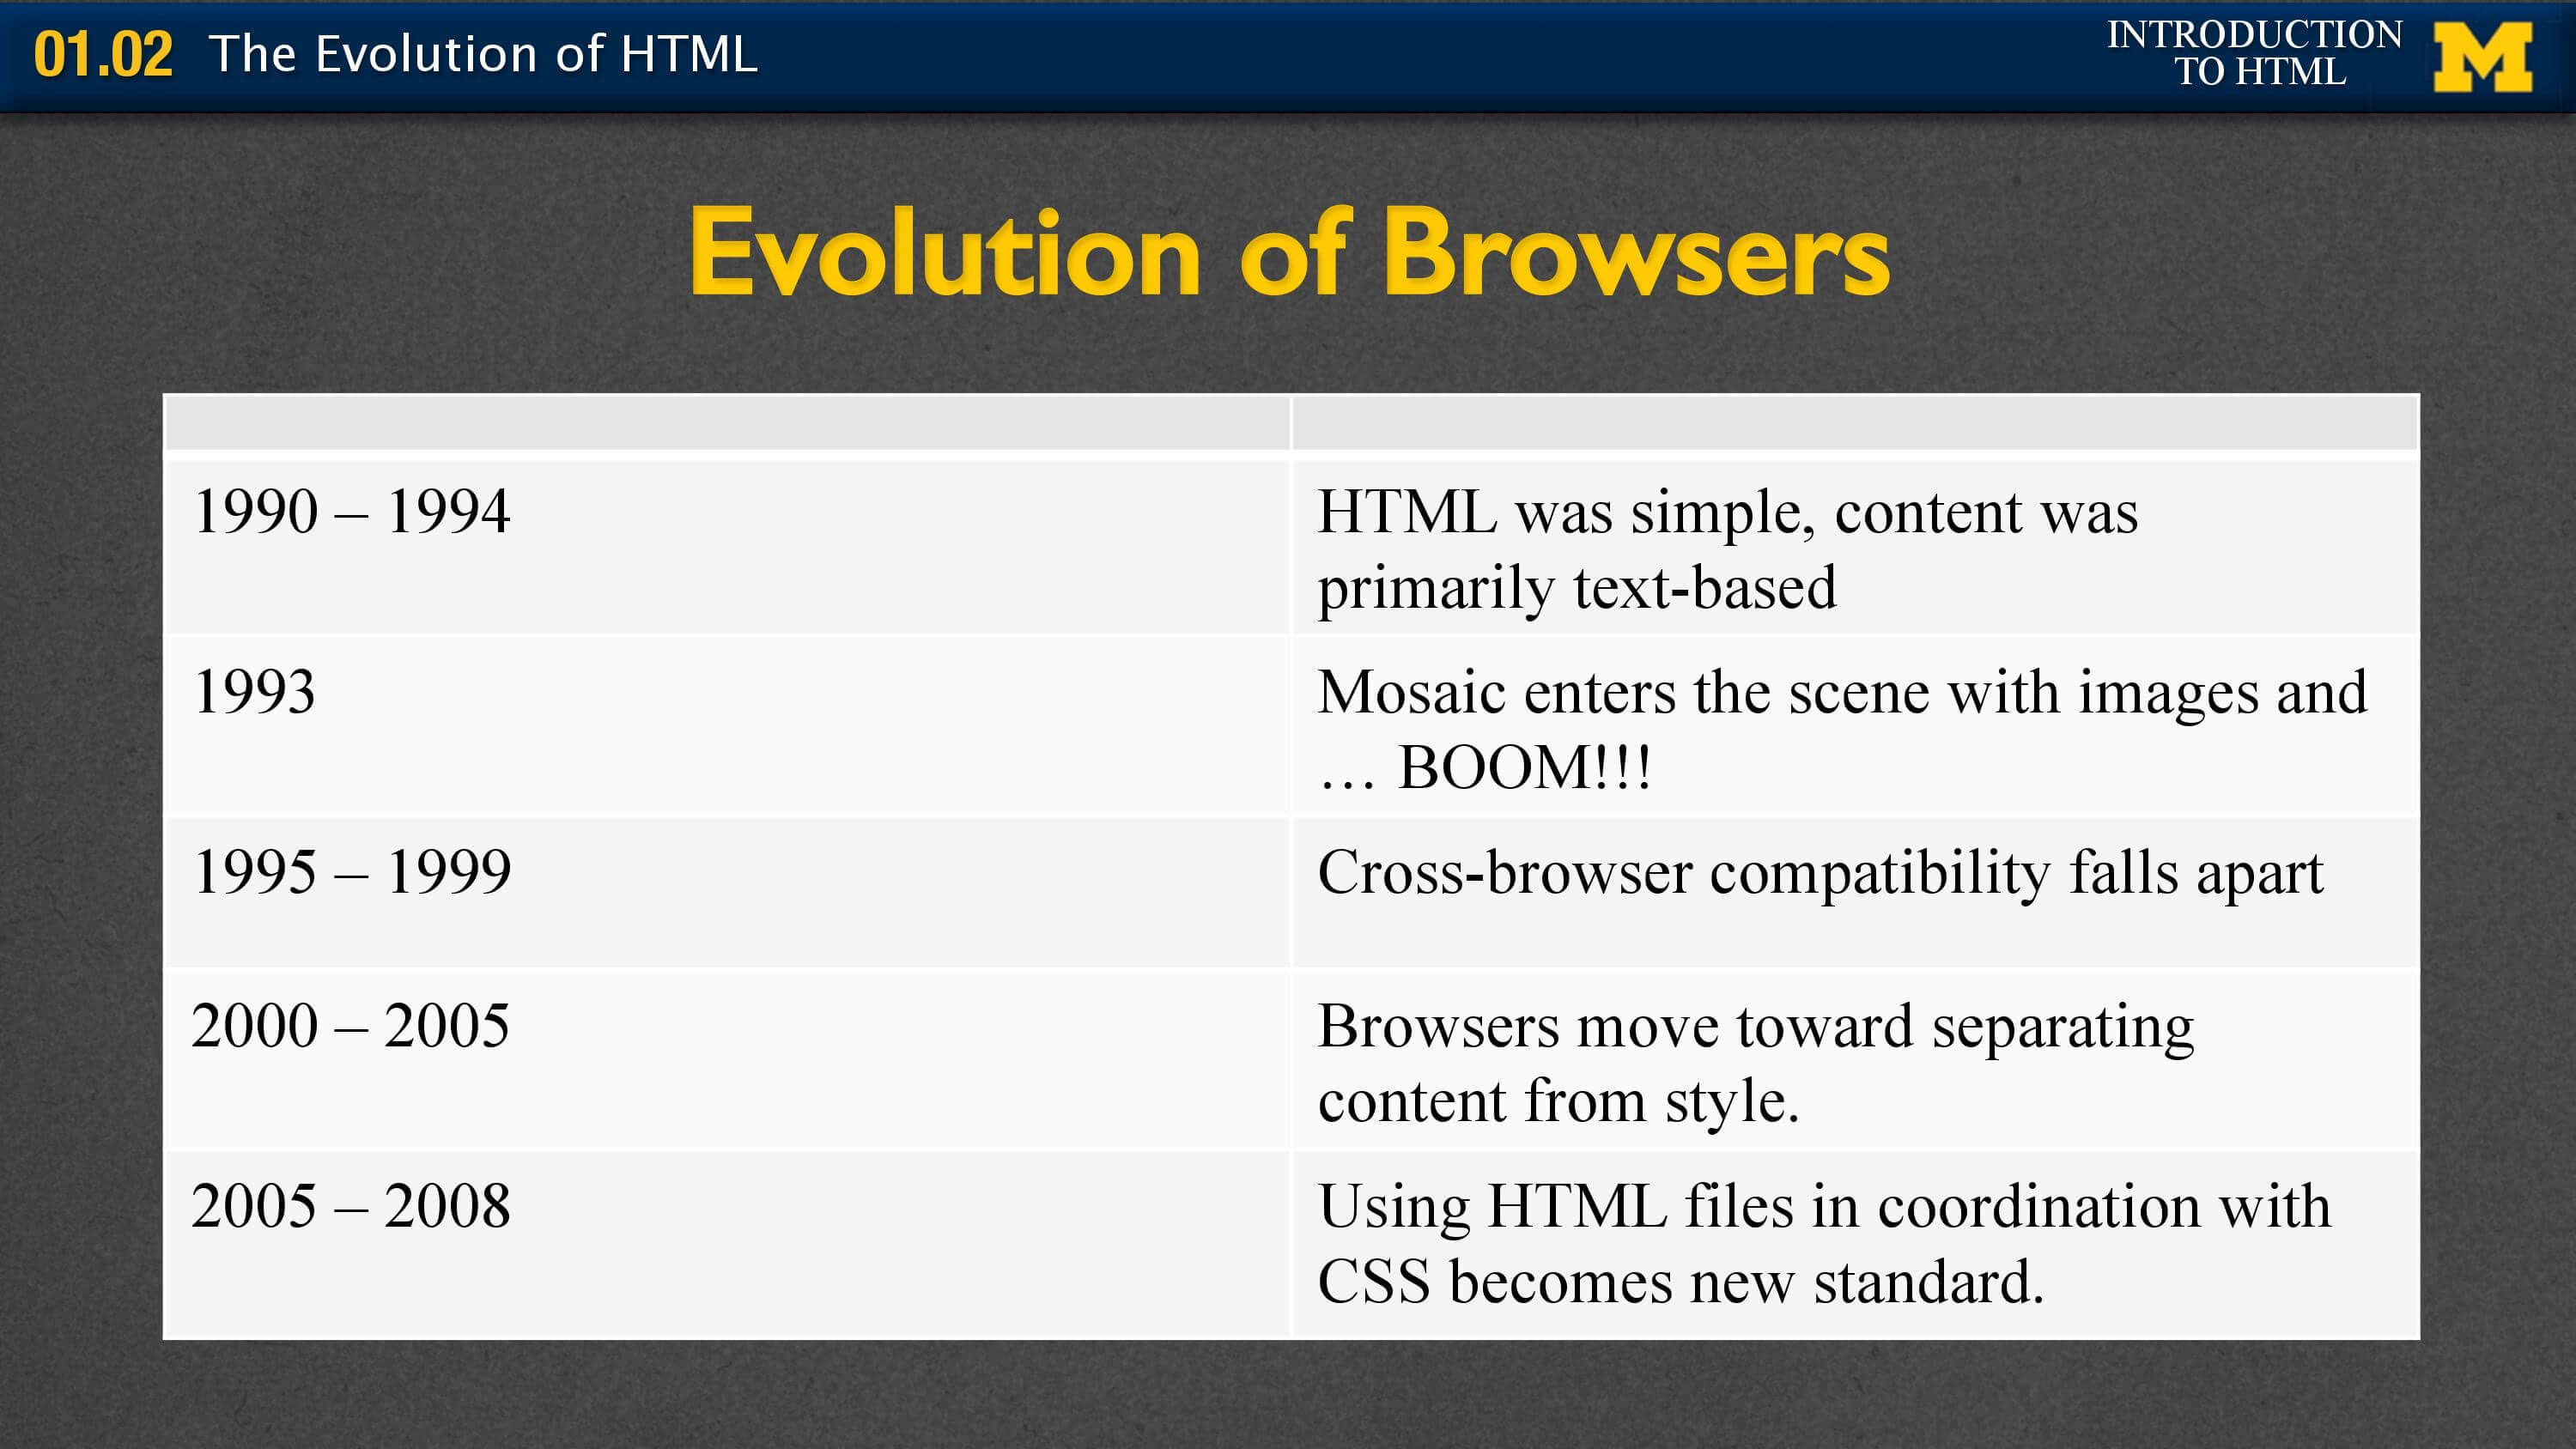 01.02 The Evolution of HTML
INTRODUCTION
TO HTML
M
Evolution of Browsers
1990 – 1994
HTML was simple, content was
primarily text-based
1993
Mosaic enters the scene with images and
… BOOM!!!
1995 – 1999
Cross-browser compatibility falls apart
2000 – 2005
Browsers move toward separating
content from style.
2005 – 2008
Using HTML files in coordination with
CSS becomes new standard.